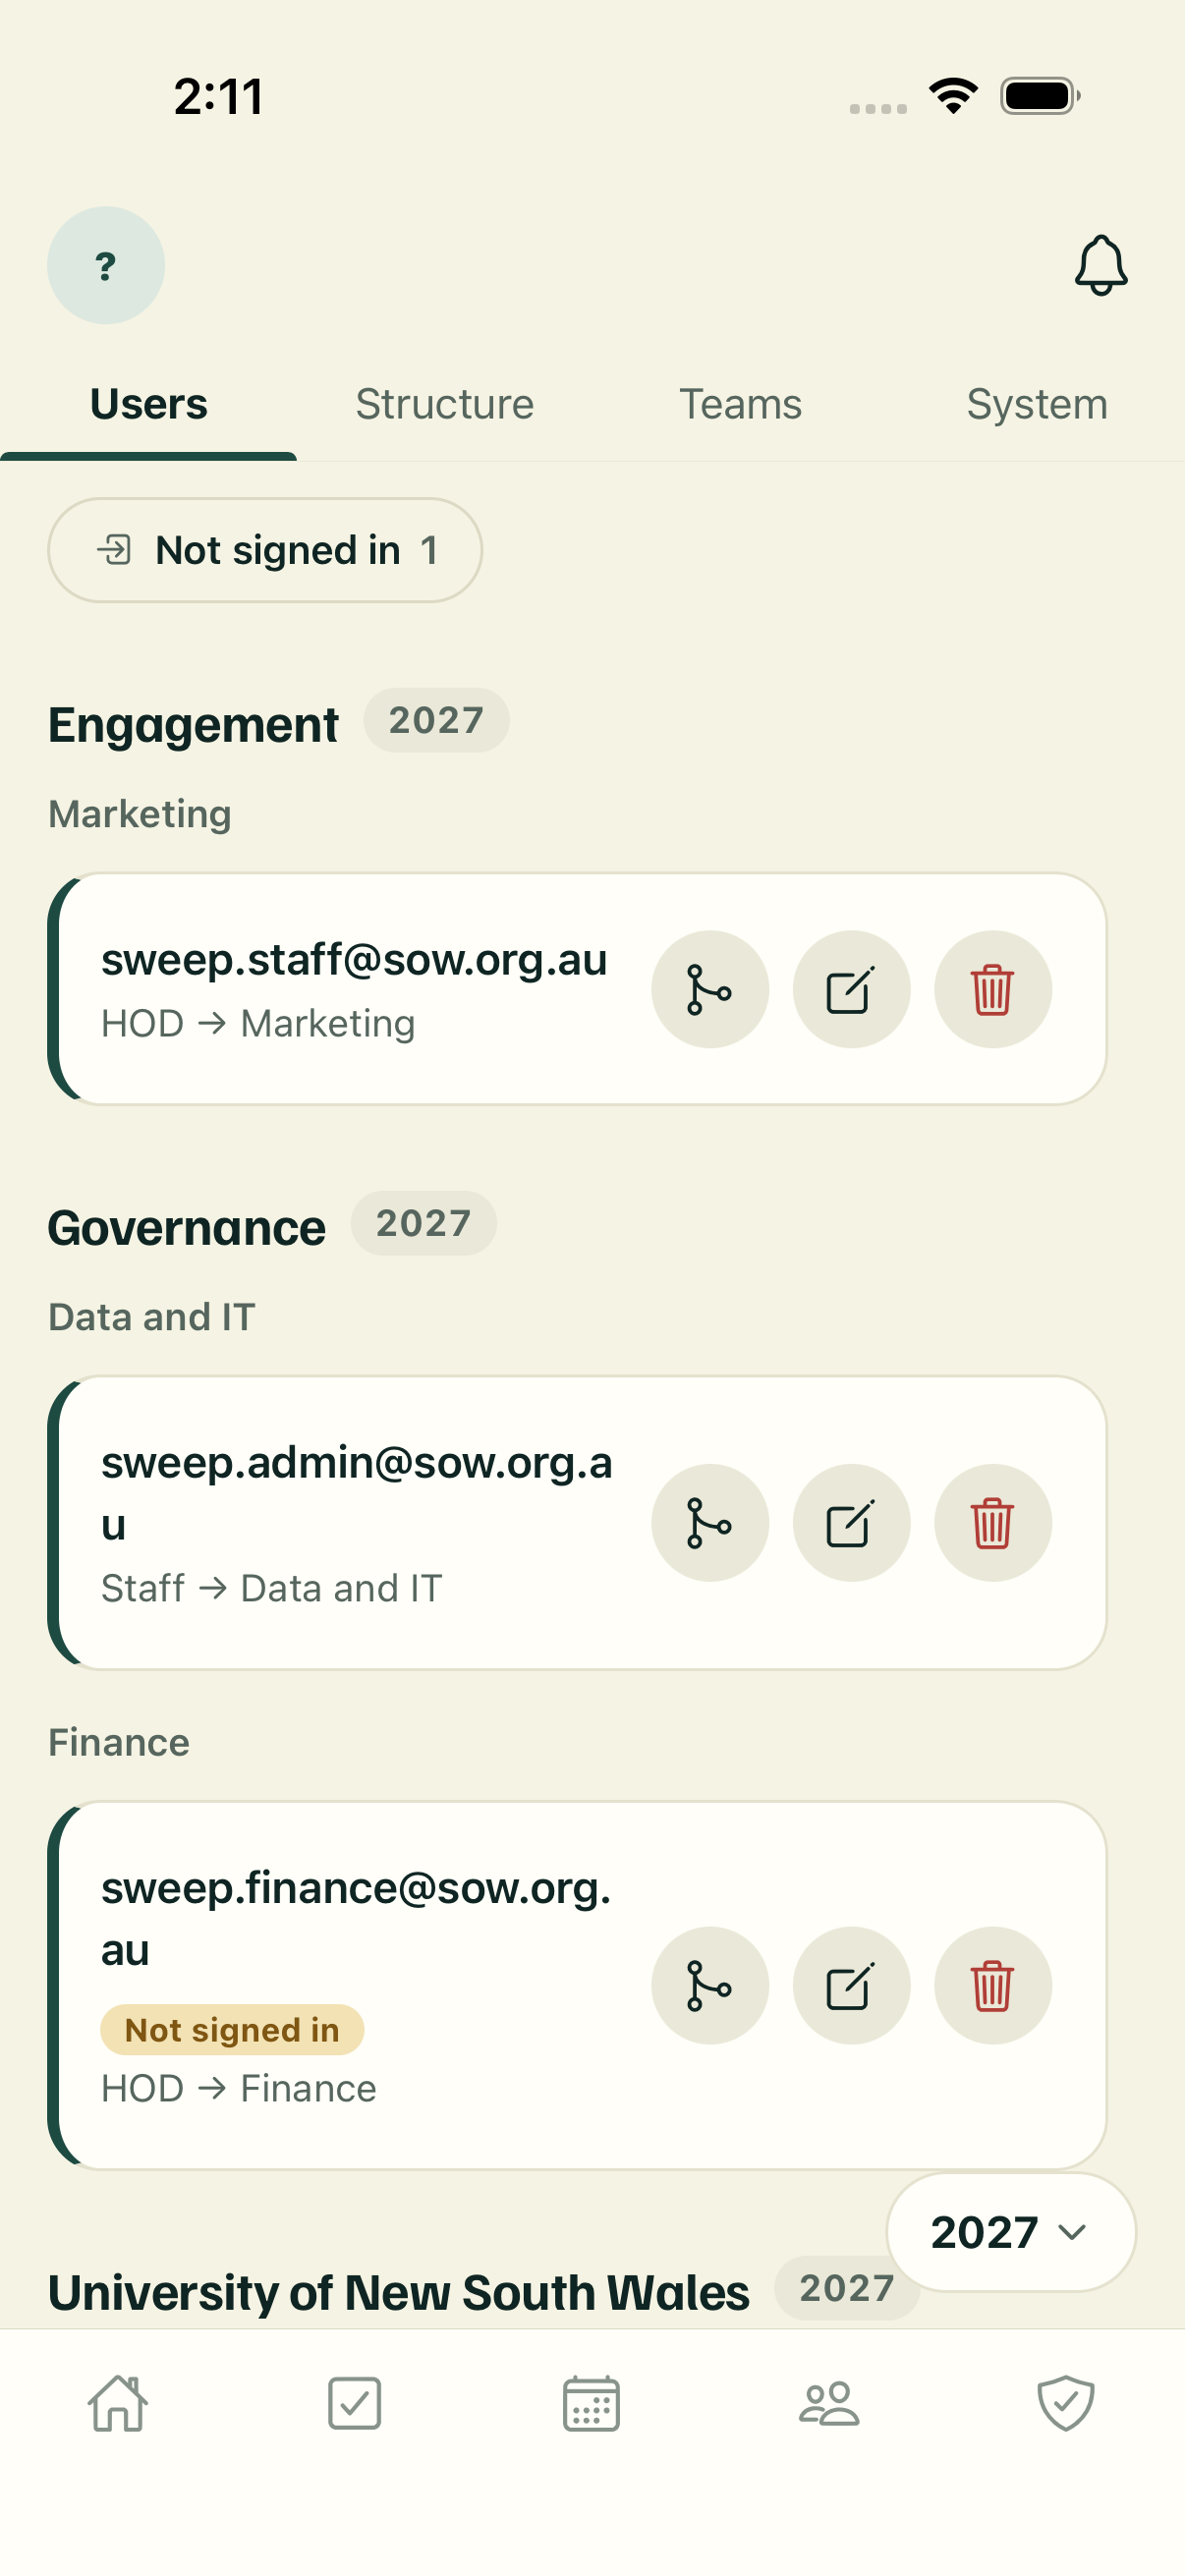 2:11
?
Users Structure Teams System
Not signed in 1
Engagement 2027
Marketing
sweep.staff@sow.org.au
HOD → Marketing
Governance 2027
Data and IT
sweep.admin@sow.org.a
u
Staff → Data and IT
Finance
sweep.finance@sow.org.
au
Not signed in
HOD → Finance
2027
University of New South Wales 2027